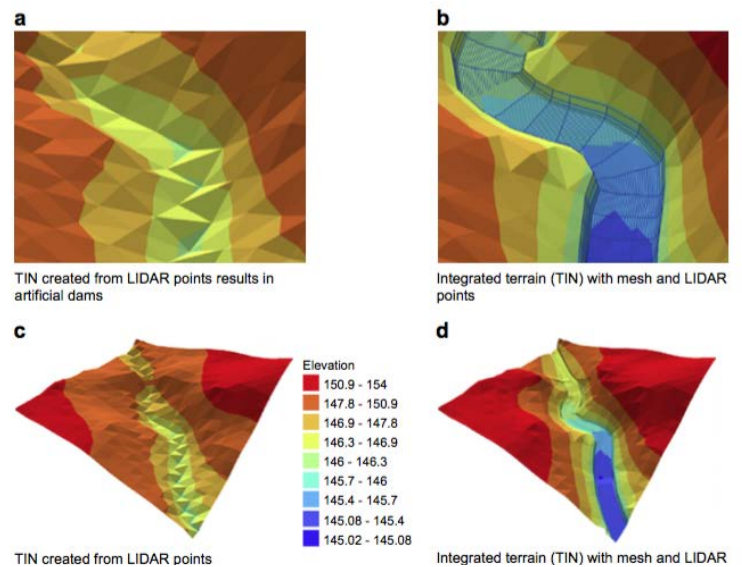 a
b
TIN created from LIDAR points results in
artificial dams
Integrated terrain (TIN) with mesh and LIDAR
points
c
d
Elevation
150.9 - 154
147.8 - 150.9
146.9 - 147.8
146.3 - 146.9
146 - 146.3
145.7 - 146
145.4 - 145.7
145.08 - 145.4
145.02 - 145.08
TIN created from LIDAR points
Integrated terrain (TIN) with mesh and LIDAR